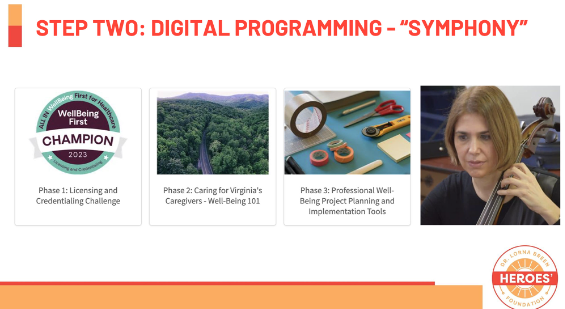 STEP TWO: DIGITAL PROGRAMMING - “SYMPHONY”
ALL IN: WellBeing First for Healthcare
WellBeing
First
CHAMPION
2023
Phase 1: Licensing and
Credentialing Challenge
Phase 2: Caring for Virginia's
Caregivers - Well-Being 101
Phase 3: Professional Well-
Being Project Planning and
Implementation Tools
DR. LORNA BREEN
HEROES'
FOUNDATION